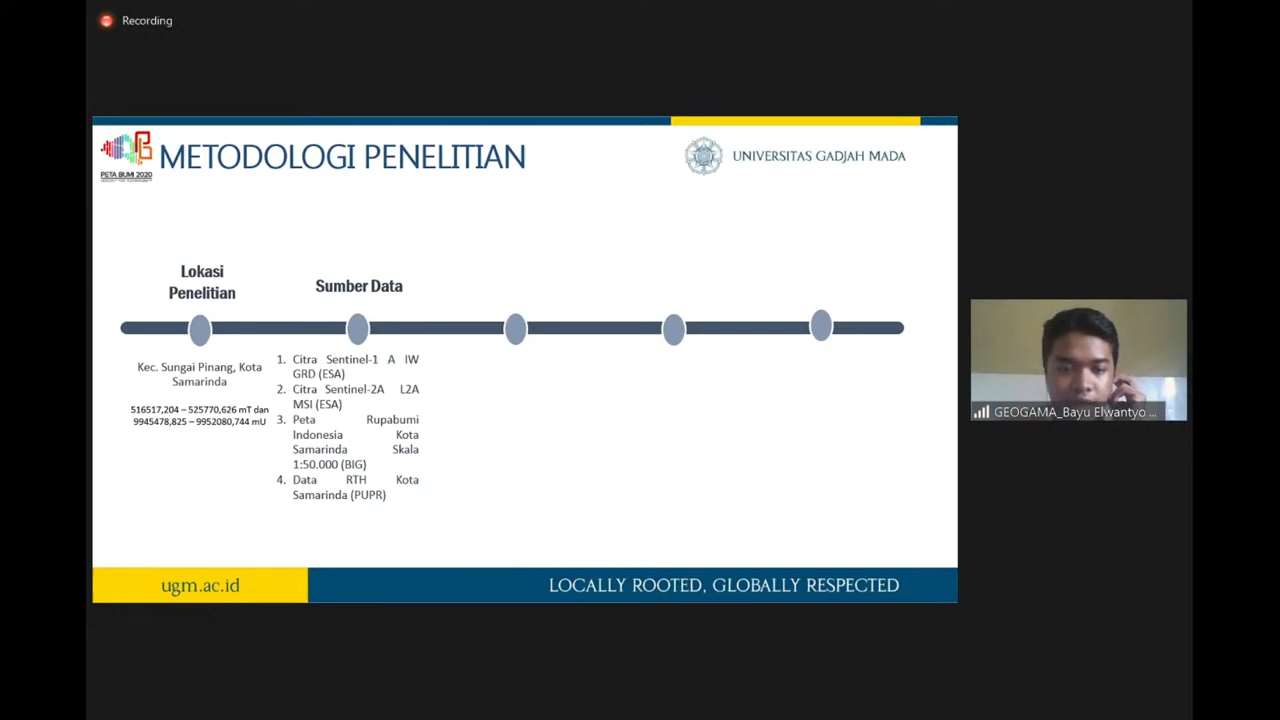 Recording
PETA BUMI 2020
METODOLOGI PENELITIAN
UNIVERSITAS GADJAH MADA
Lokasi
Penelitian
Kec. Sungai Pinang, Kota
Samarinda
516517,204 – 525770,626 mT dan
9945478,825 – 9952080,744 mU
Sumber Data
1. Citra Sentinel-1 A IW
GRD (ESA)
2. Citra Sentinel-2A L2A
MSI (ESA)
3. Peta Rupabumi
Indonesia Kota
Samarinda Skala
1:50.000 (BIG)
4. Data RTH Kota
Samarinda (PUPR)
GEOGAMA_Bayu Elwantyo ...
ugm.ac.id
LOCALLY ROOTED, GLOBALLY RESPECTED